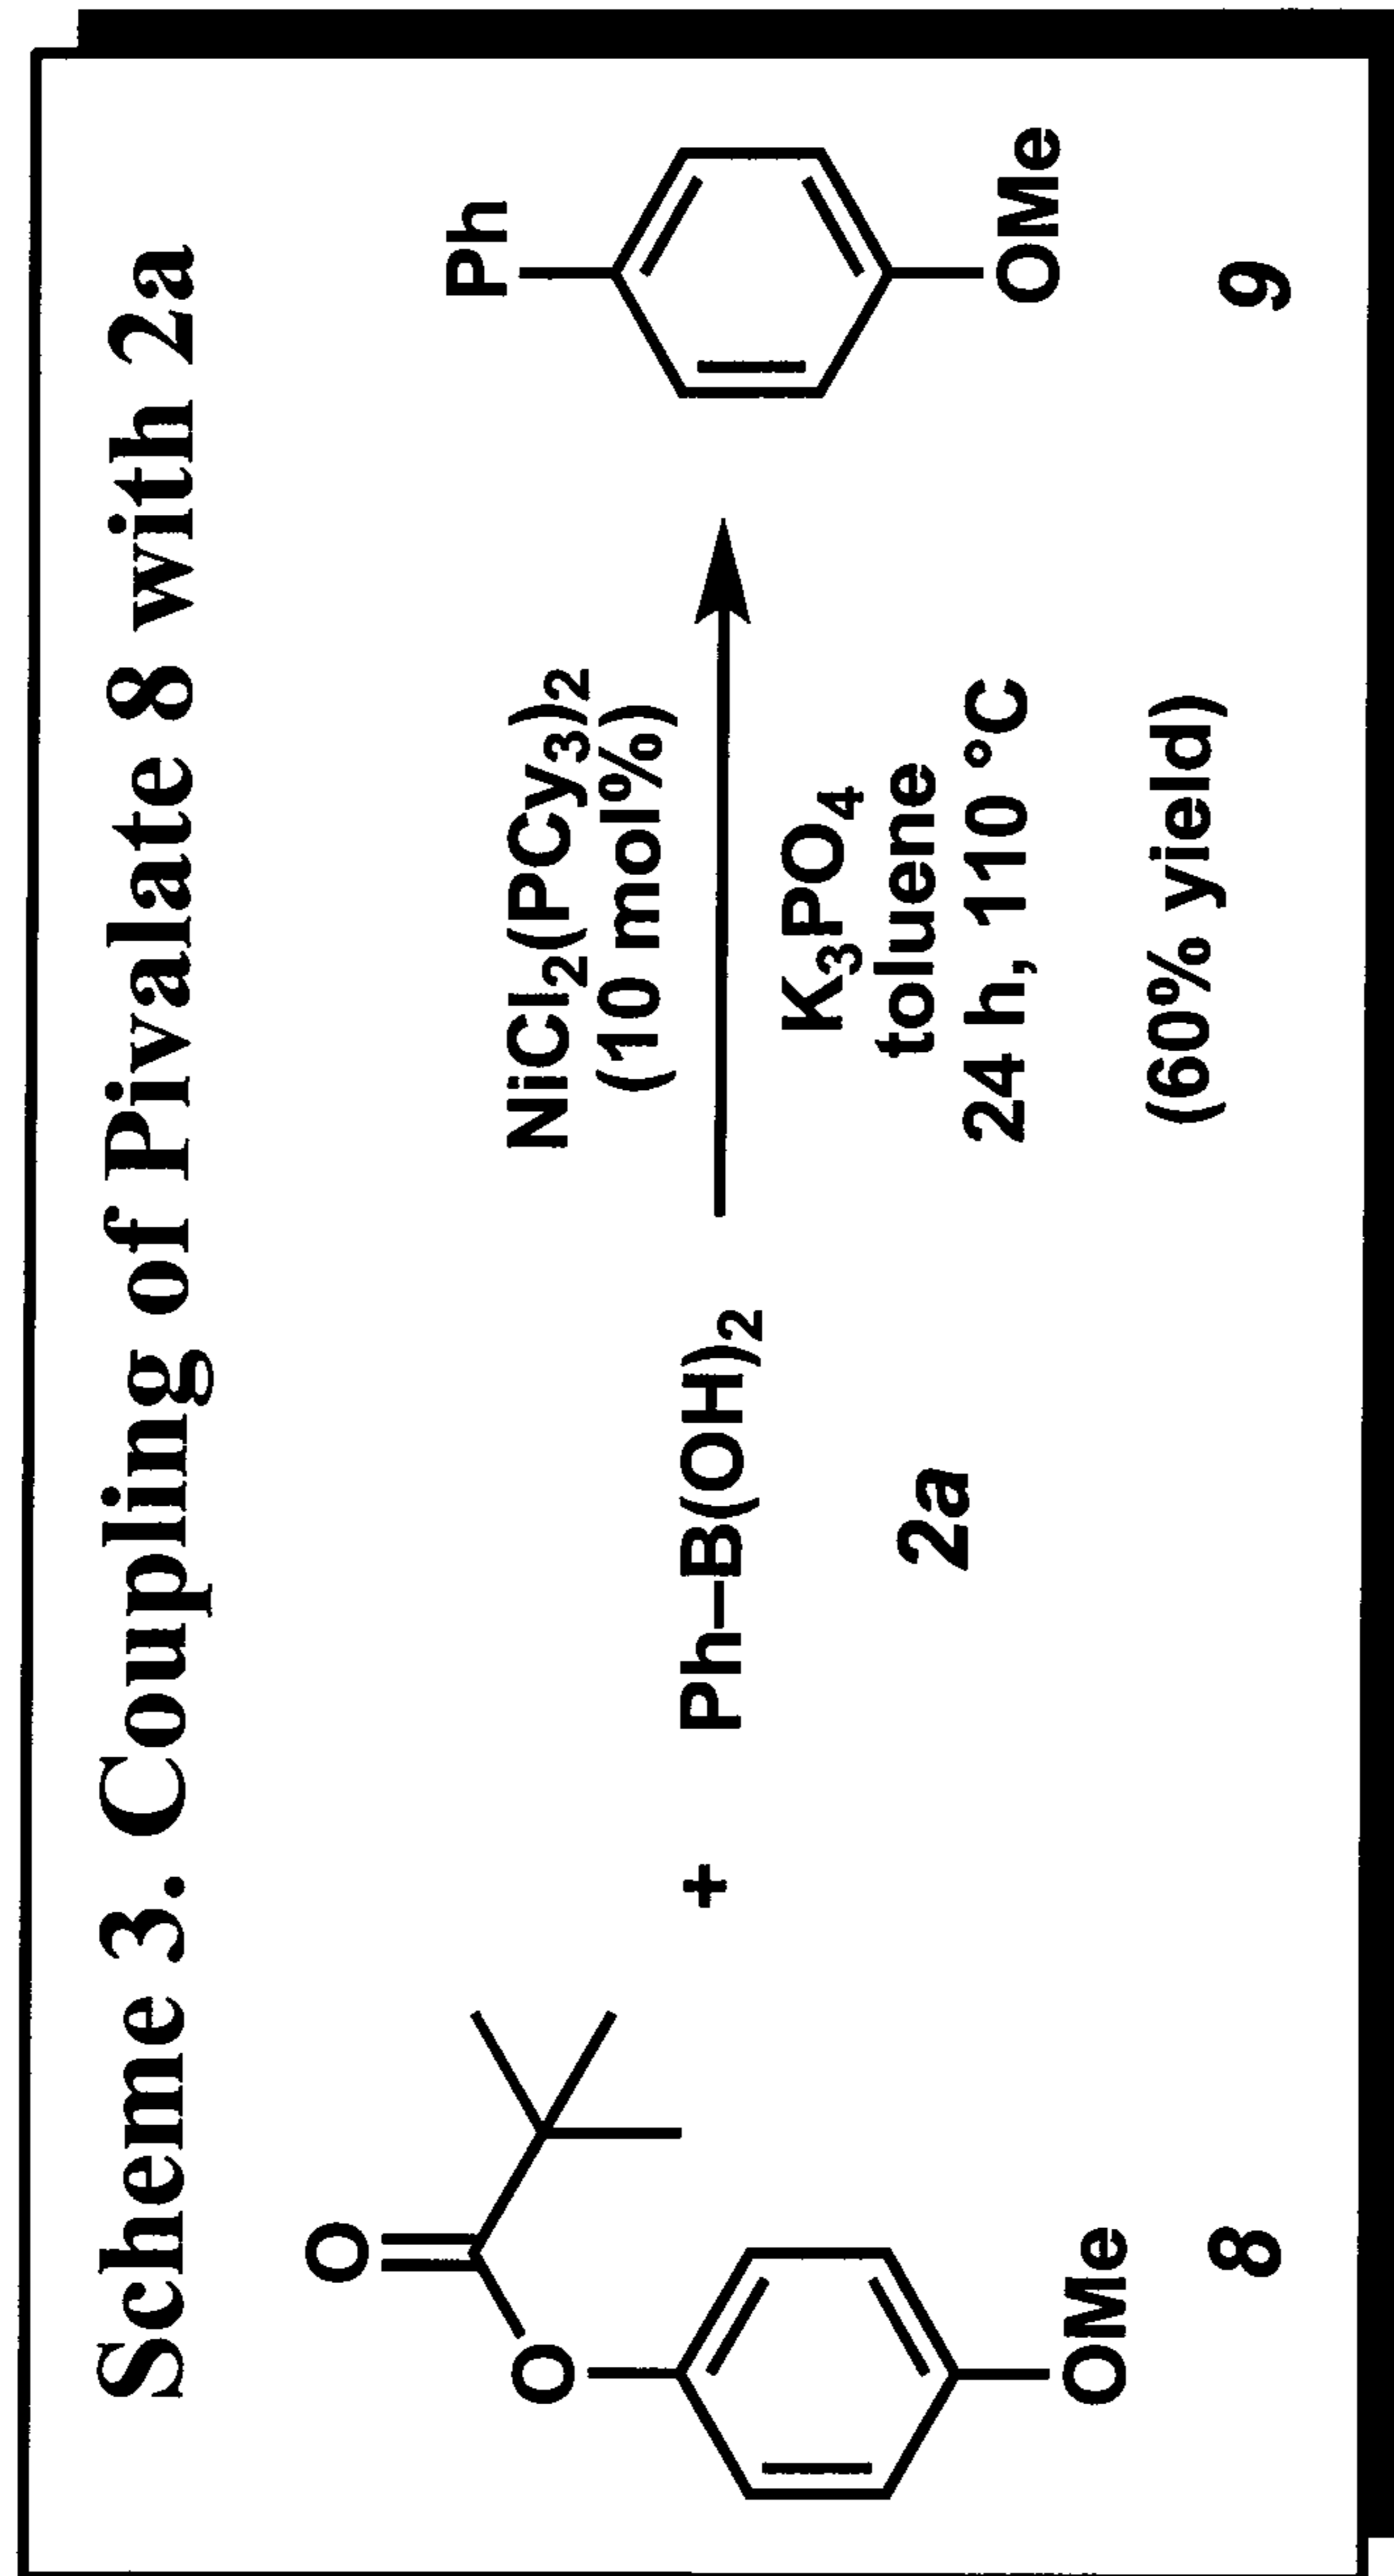 Scheme 3. Coupling of Pivalate 8 with 2a
O
O
OMe
8
+
Ph–B(OH)2
2a
NiCl2(PCy3)2
(10 mol%)
K3PO4
toluene
24 h, 110 °C
(60% yield)
Ph
OMe
9